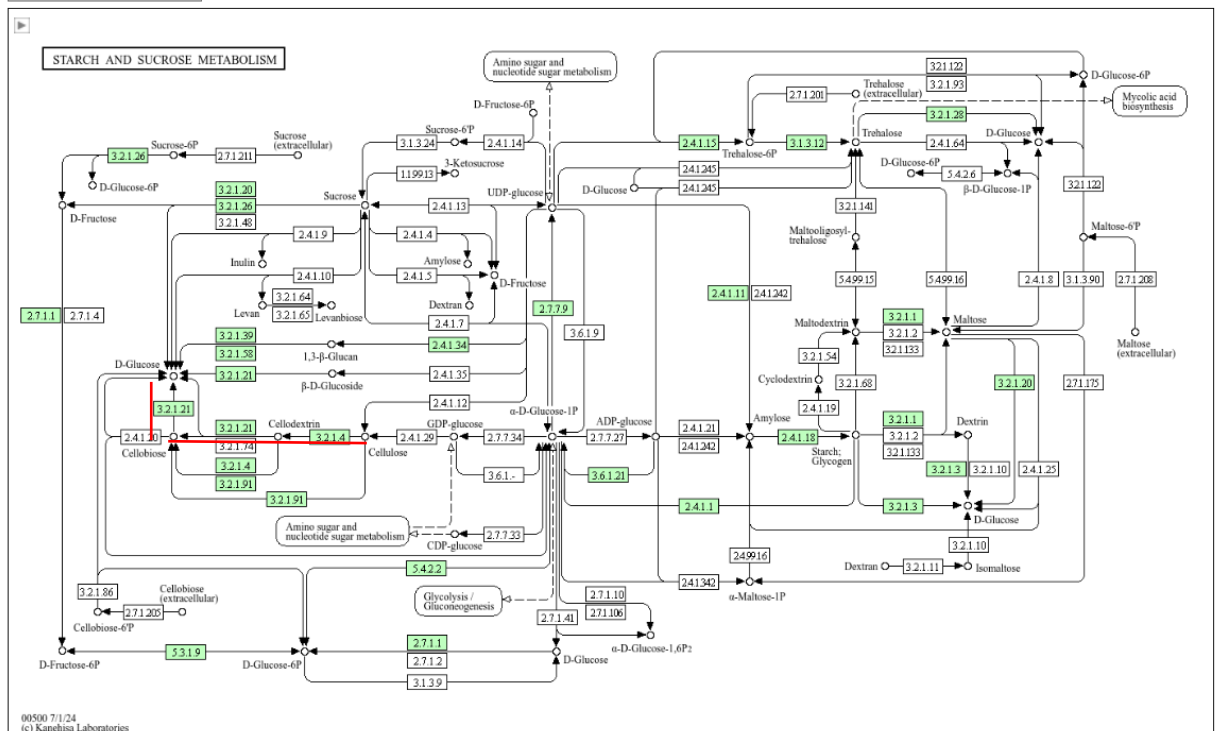 STARCH AND SUCROSE METABOLISM
Amino sugar and
nucleotide sugar metabolism
3.2.1.122
3.2.1.93
D-Glucose-6P
Trehalose
(extracellular)
2.7.1.201
Mycolic acid
biosynthesis
D-Fructose-6P
3.2.1.28
Sucrose-6P
Sucrose
(extracellular)
Sucrose-6'P
3.1.3.24
2.4.1.14
2.4.1.15
Trehalose-6P
3.1.3.12
Trehalose
2.4.1.64
D-Glucose
3.2.1.26
2.7.1.211
D-Glucose-6P
3-Ketosucrose
1.1.99.13
2.4.1.245
D-Glucose
2.4.1.245
D-Glucose-6P
5.4.2.6
β-D-Glucose-1P
3.2.1.122
UDP-glucose
3.2.1.20
3.2.1.26
3.2.1.48
D-Fructose
Sucrose
2.4.1.13
3.2.1.141
2.4.1.9
2.4.1.4
Maltooligosyl-
trehalose
Maltose-6'P
Inulin
Amylose
2.4.1.10
2.4.1.5
D-Fructose
5.4.99.15
5.4.99.16
2.4.1.8
3.1.3.90
2.7.1.208
3.2.1.64
3.2.1.65
Levan
Levanbiose
Dextran
2.7.7.9
2.4.1.11
2.4.1.242
2.7.1.1
2.7.1.4
2.4.1.7
3.6.1.9
Maltodextrin
3.2.1.1
3.2.1.2
3.2.1.133
Maltose
Maltose
(extracellular)
3.2.1.39
3.2.1.58
1,3-β-Glucan
2.4.1.34
3.2.1.54
D-Glucose
3.2.1.21
β-D-Glucoside
2.4.1.35
Cyclodextrin
3.2.1.68
3.2.1.20
2.7.1.175
2.4.1.12
2.4.1.19
3.2.1.21
α-D-Glucose-1P
ADP-glucose
Amylose
3.2.1.1
3.2.1.2
3.2.1.133
Dextrin
2.4.1.20
Cellobiose
3.2.1.21
3.2.1.74
Cellodextrin
3.2.1.4
Cellulose
2.4.1.29
GDP-glucose
2.7.7.34
2.7.7.27
2.4.1.21
2.4.1.242
2.4.1.18
Starch;
Glycogen
3.2.1.4
3.2.1.91
3.6.1.-
3.6.1.21
3.2.1.3
3.2.1.10
2.4.1.25
3.2.1.91
2.4.1.1
3.2.1.3
D-Glucose
Amino sugar and
nucleotide sugar metabolism
CDP-glucose
2.7.7.33
3.2.1.10
2.4.99.16
Dextran
3.2.1.11
Isomaltose
5.4.2.2
2.4.1.342
α-Maltose-1P
3.2.1.86
Cellobiose
(extracellular)
Glycolysis /
Gluconeogenesis
2.7.1.10
2.7.1.106
2.7.1.205
Cellobiose-6'P
2.7.1.41
α-D-Glucose-1,6P2
D-Fructose-6P
5.3.1.9
D-Glucose-6P
2.7.1.1
2.7.1.2
D-Glucose
3.1.3.9
00500 7/1/24
(c) Kanehisa Laboratories